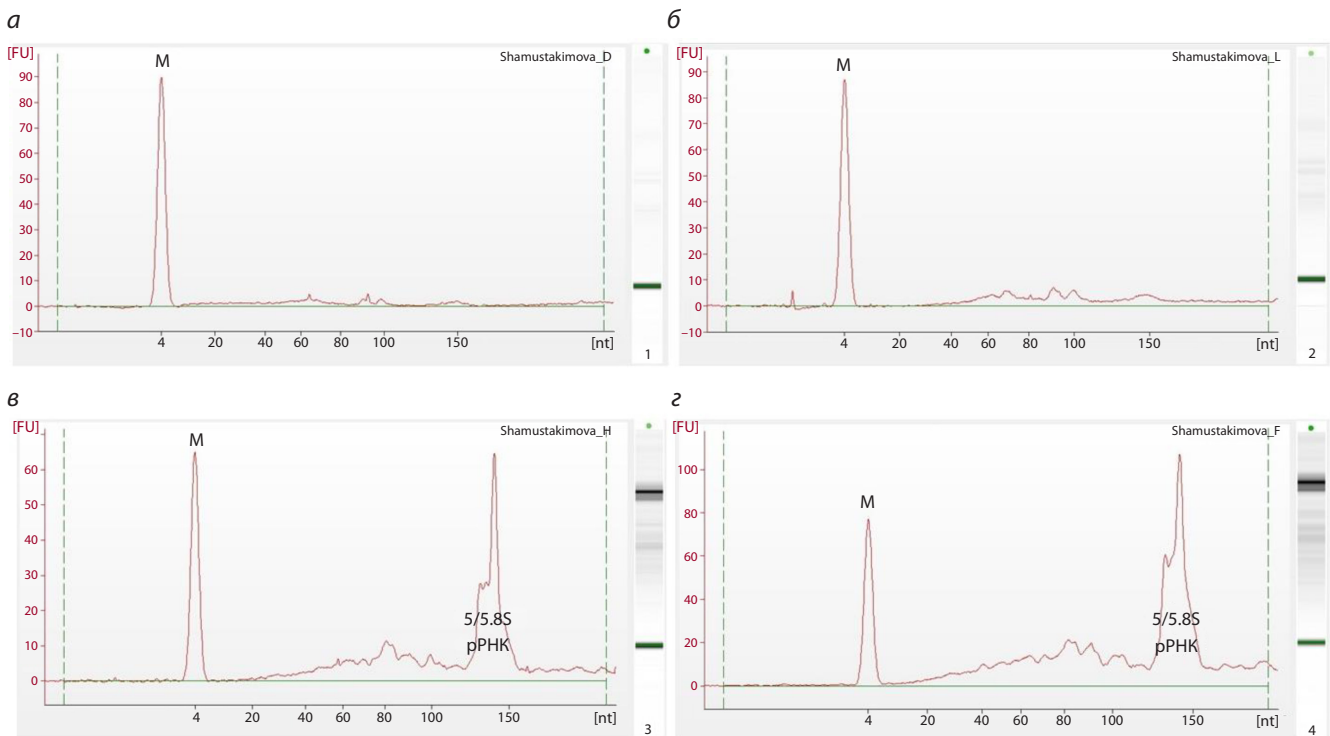 а
[FU]
M
Shamustakimova_D
90
80
70
60
50
40
30
20
10
0
–10
4 20 40 60 80 100 150 [nt]
1
б
[FU]
M
Shamustakimova_L
90
80
70
60
50
40
30
20
10
0
–10
4 20 40 60 80 100 150 [nt]
2
в
[FU]
M
Shamustakimova_H
60
50
40
30
20
10
0
5/5.8S
рРНК
4 20 40 60 80 100 150 [nt]
3
г
[FU]
M
Shamustakimova_F
100
80
60
40
20
0
5/5.8S
рРНК
4 20 40 60 80 100 150 [nt]
4